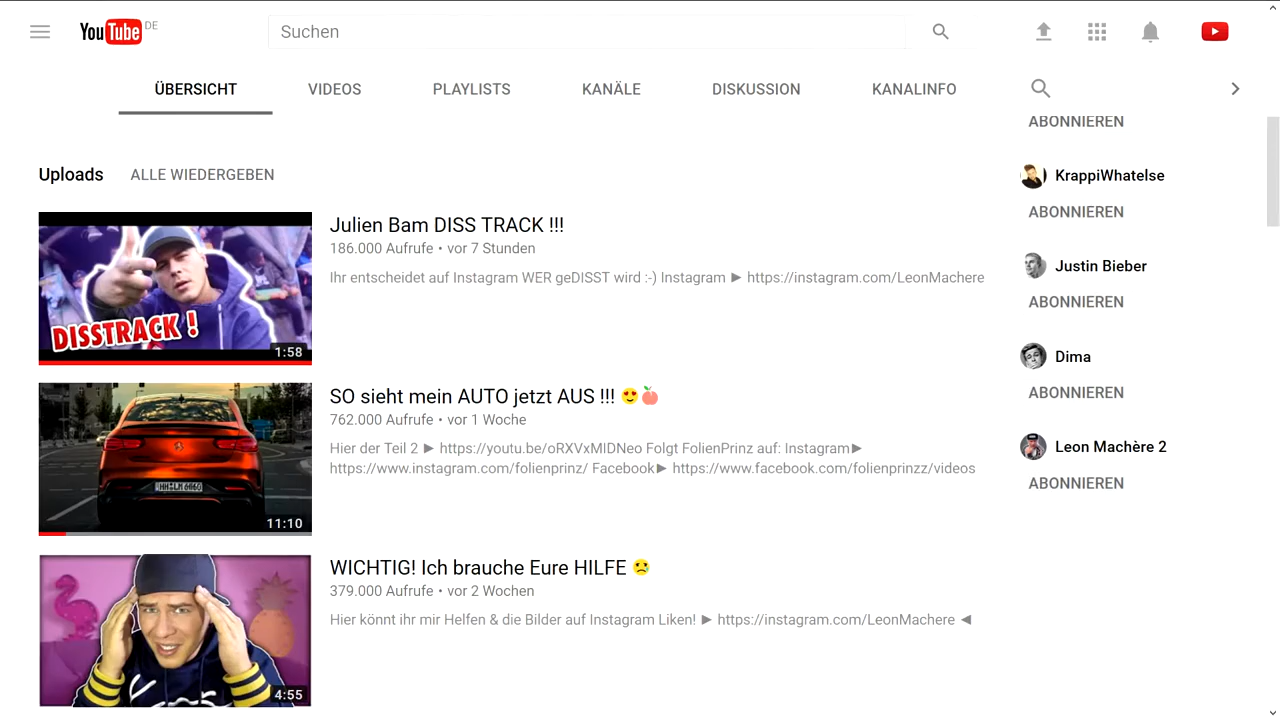 YouTube DE
Suchen
ÜBERSICHT VIDEOS PLAYLISTS KANÄLE DISKUSSION KANALINFO
Uploads ALLE WIEDERGEBEN
DISSTRACK !
1:58
Julien Bam DISS TRACK !!!
186.000 Aufrufe • vor 7 Stunden
Ihr entscheidet auf Instagram WER geDISST wird :-) Instagram ► https://instagram.com/LeonMachere
11:10
SO sieht mein AUTO jetzt AUS !!! 😍🍑
762.000 Aufrufe • vor 1 Woche
Hier der Teil 2 ► https://youtu.be/oRXVxMIDNeo Folgt FolienPrinz auf: Instagram►
https://www.instagram.com/folienprinz/ Facebook► https://www.facebook.com/folienprinzz/videos
4:55
WICHTIG! Ich brauche Eure HILFE 😢
379.000 Aufrufe • vor 2 Wochen
Hier könnt ihr mir Helfen & die Bilder auf Instagram Liken! ► https://instagram.com/LeonMachere ◄
ABONNIEREN
KrappiWhatelse
ABONNIEREN
Justin Bieber
ABONNIEREN
Dima
ABONNIEREN
Leon Machère 2
ABONNIEREN